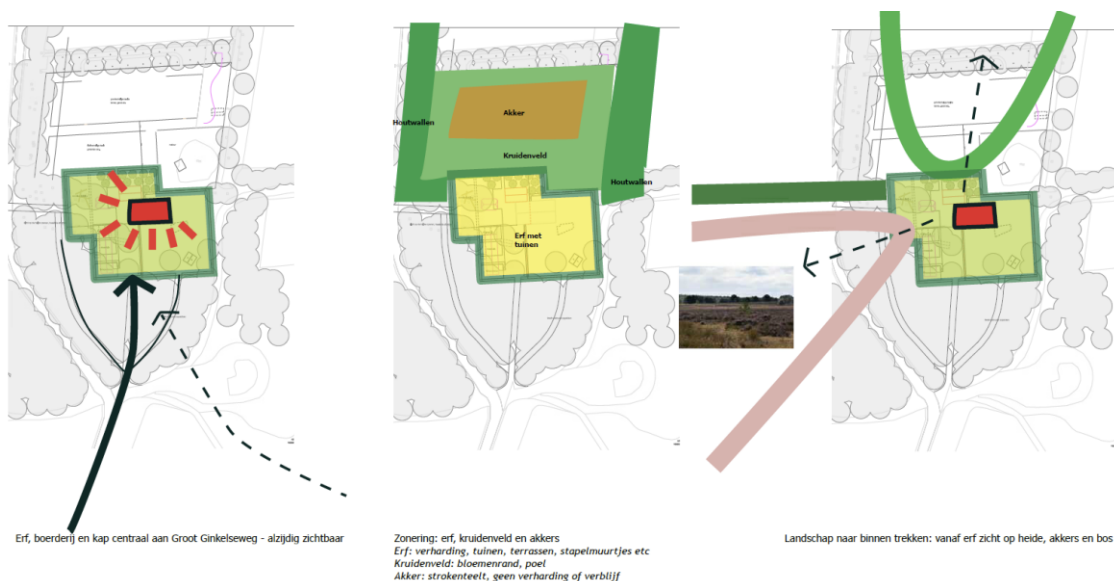 Akker
Houtwallen
Kruidenveld
Houtwallen
Erf met
tuinen
Erf, boerderij en kap centraal aan Groot Ginkelseweg - alzijdig zichtbaar
Zonering: erf, kruidenveld en akkers
Erf: verharding, tuinen, terrassen, stapelmuurtjes etc
Kruidenveld: bloemenrand, poel
Akker: strokenteelt, geen verharding of verblijf
Landschap naar binnen trekken: vanaf erf zicht op heide, akkers en bos